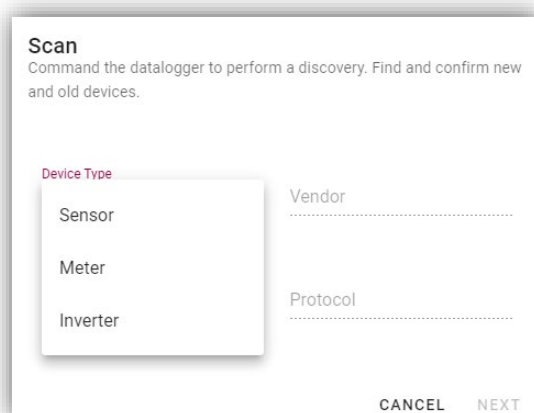 Scan
Command the datalogger to perform a discovery. Find and confirm new
and old devices.
Device Type
Sensor
Meter
Inverter
Vendor
Protocol
CANCEL NEXT